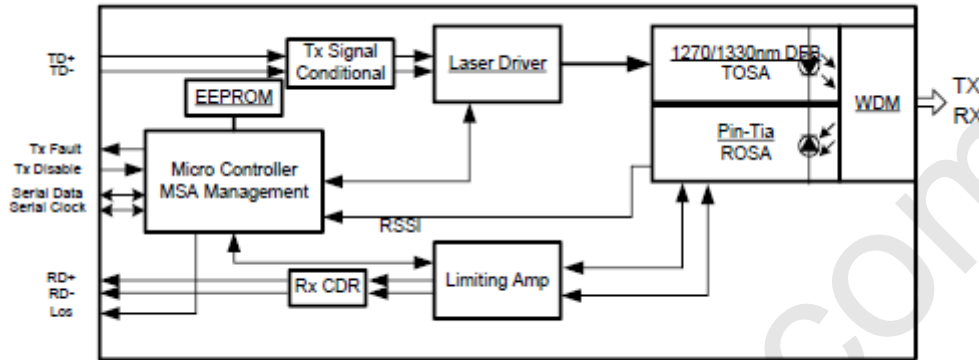 TD+
TD-
Tx Signal
Conditional
Laser Driver
1270/1330nm DFB
TOSA
WDM
TX
RX
EEPROM
Pin-Tia
ROSA
Tx Fault
Tx Disable
Serial Data
Serial Clock
Micro Controller
MSA Management
RSSI
RD+
RD-
Los
Rx CDR
Limiting Amp
com